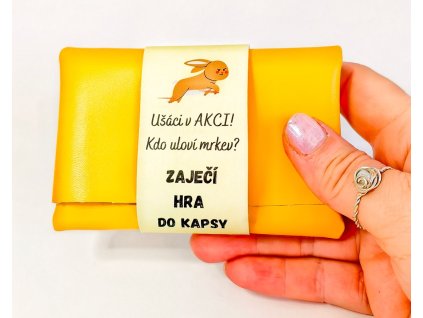 Ušáci v AKCI!
Kdo uloví mrkev?
ZAJEČÍ
HRA
DO KAPSY